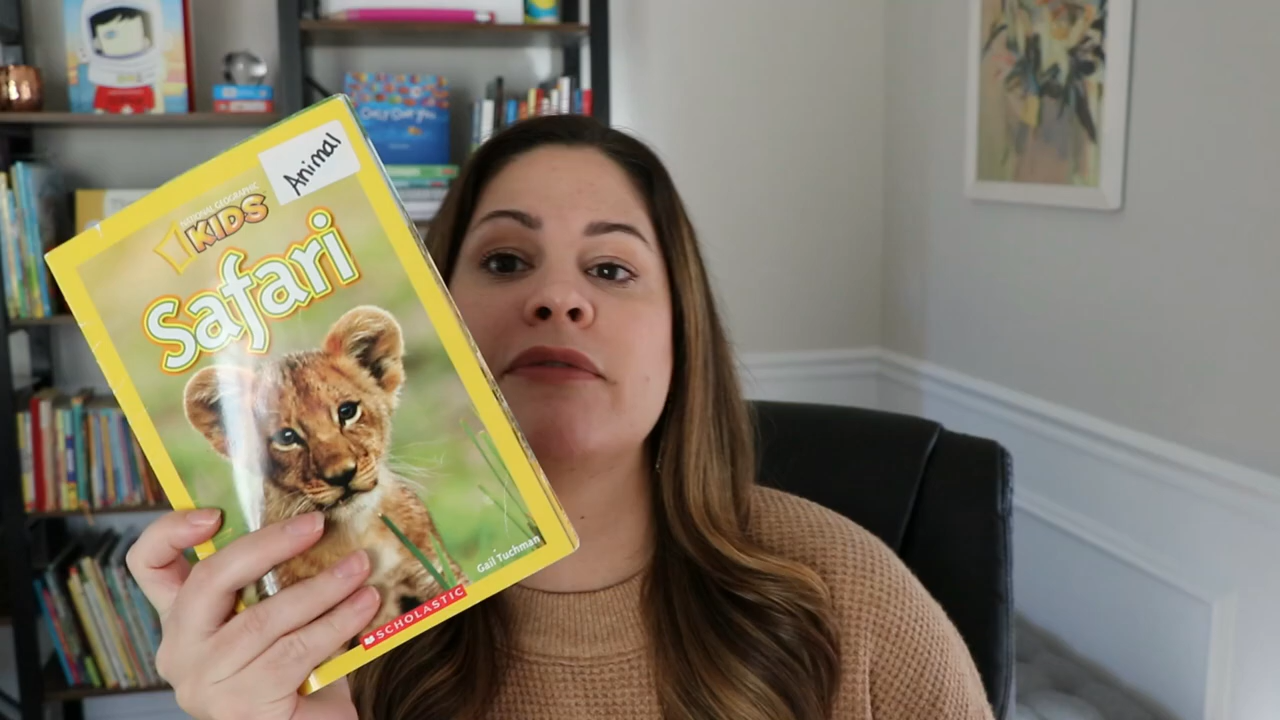 Animal
NATIONAL GEOGRAPHIC
KIDS
Safari
Gail Tuchman
SCHOLASTIC